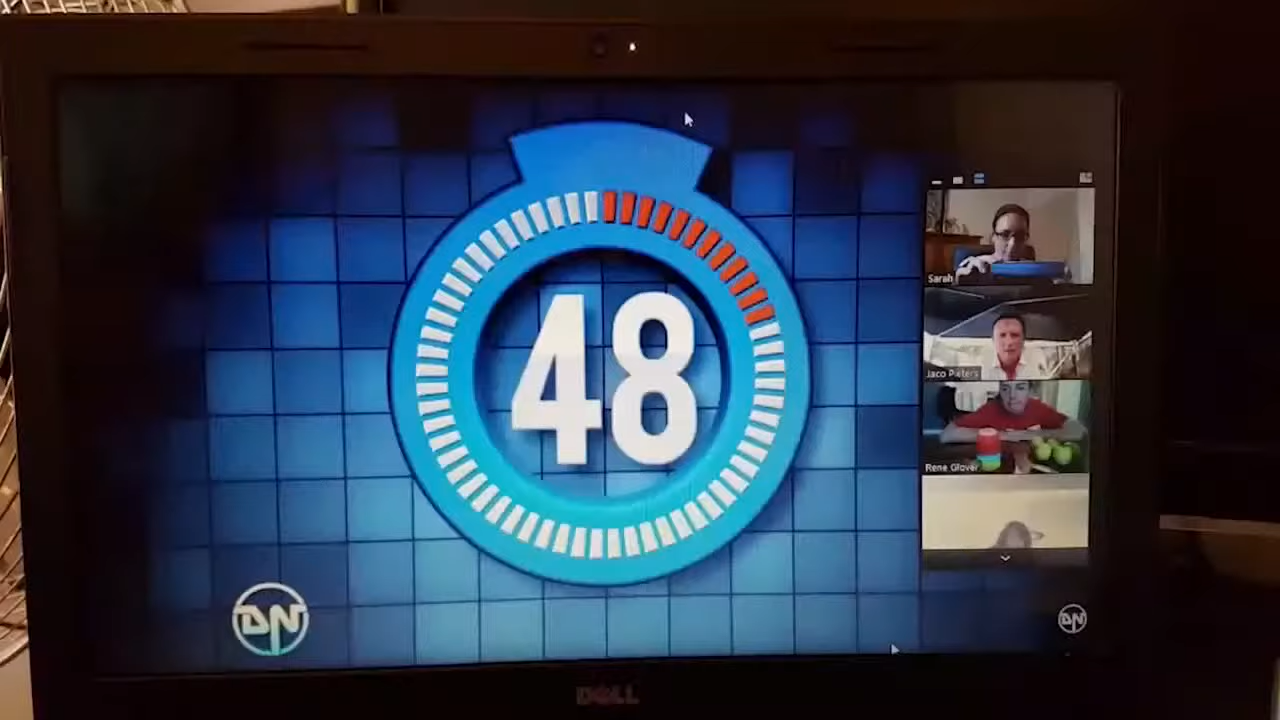 48
Sarah
Jaco Pieters
Rene Glover
DN
DN
DELL